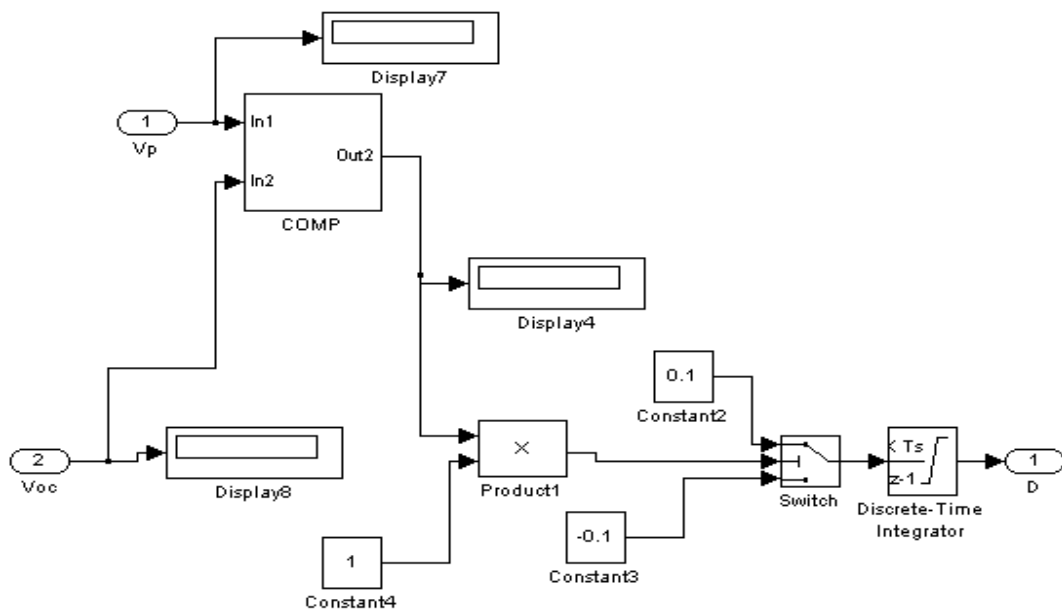 Display7
1
Vp
In1
In2
Out2
COMP
Display4
0.1
Constant2
2
Voc
Display8
×
Product1
Switch
K Ts
z-1
Discrete-Time
Integrator
1
D
1
Constant4
-0.1
Constant3